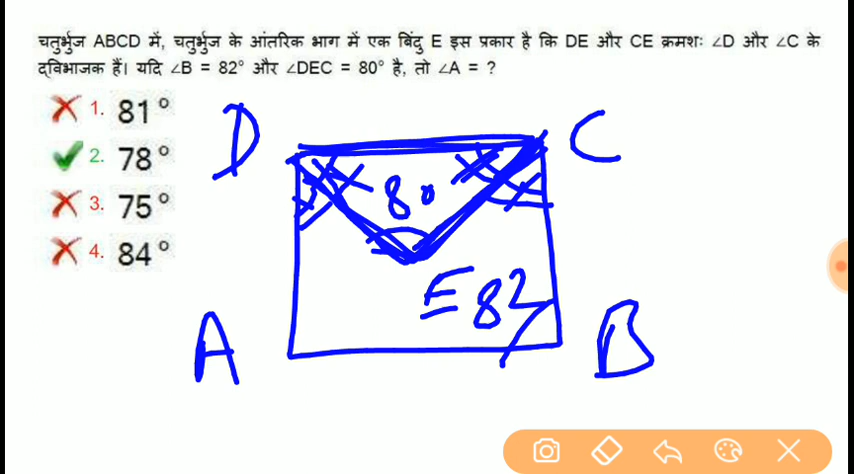 चतुर्भुज ABCD में, चतुर्भुज के आंतरिक भाग में एक बिंदु E इस प्रकार है कि DE और CE क्रमशः ∠D और ∠C के
द्विभाजक हैं। यदि ∠B = 82° और ∠DEC = 80° है, तो ∠A = ?
1. 81°
2. 78°
3. 75°
4. 84°
D C
80
E 82
A B